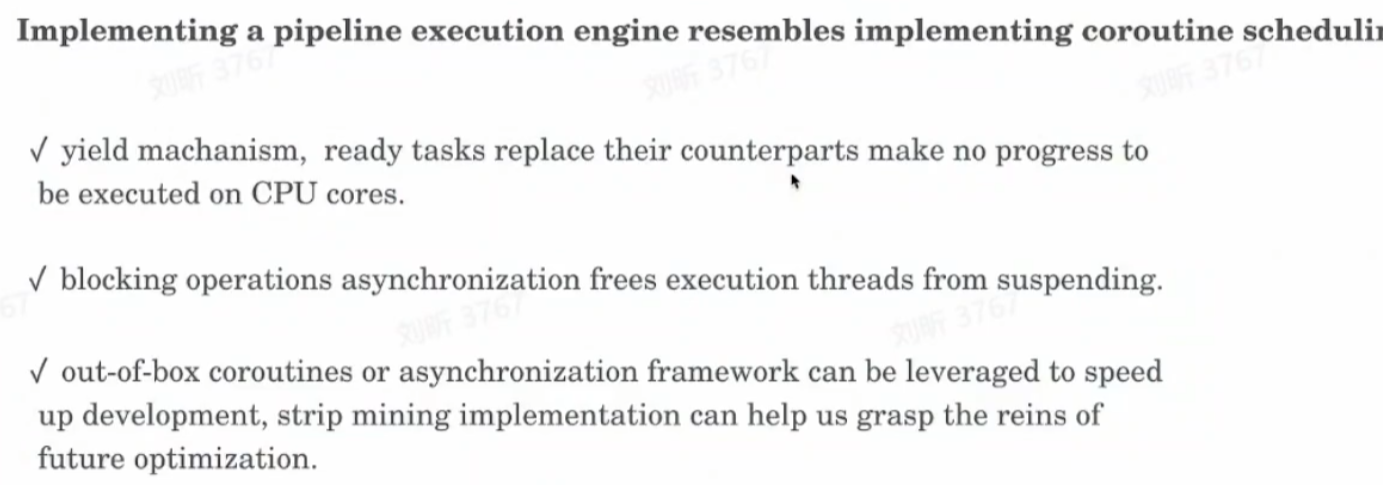 Implementing a pipeline execution engine resembles implementing coroutine
刘昕 3767
刘昕 3767
刘昕 3767
√ yield machanism, ready tasks replace their counterparts make no progress to
be executed on CPU cores.
√ blocking operations asynchronization frees execution threads from suspending.
67
刘昕 3767
刘昕 3767
√ out-of-box coroutines or asynchronization framework can be leveraged to speed
up development, strip mining implementation can help us grasp the reins of
future optimization.